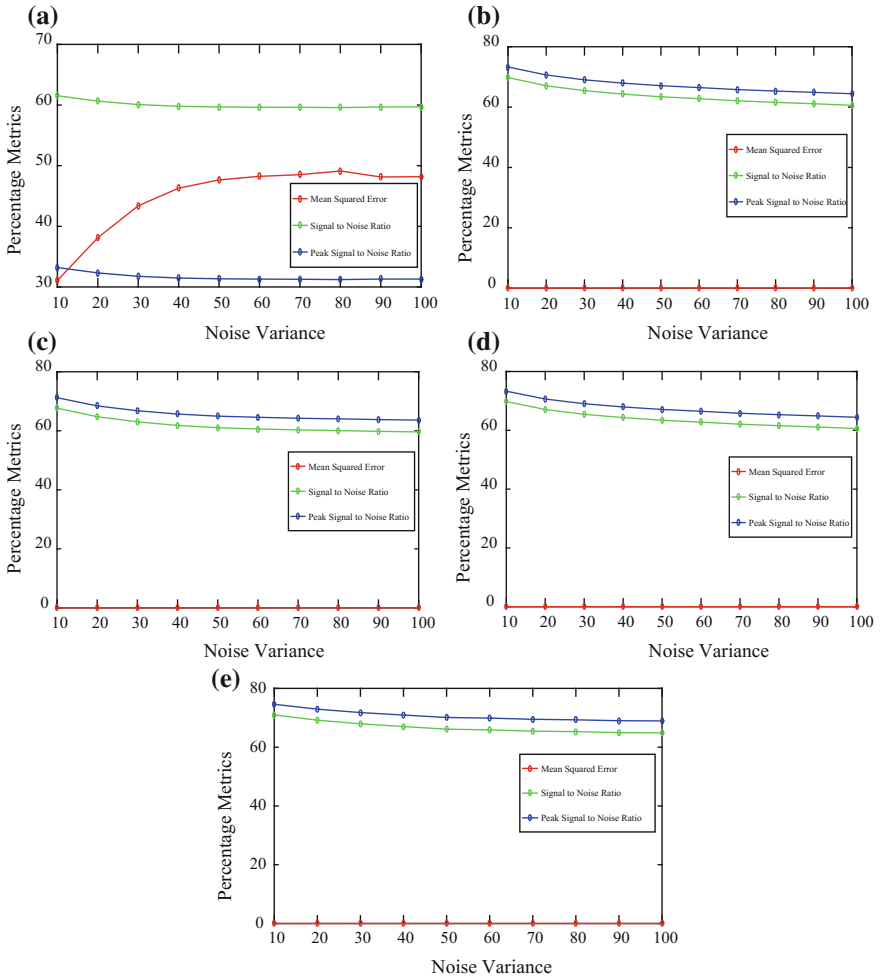 (a)
70
60
50
40
30
Percentage Metrics
Mean Squared Error
Signal to Noise Ratio
Peak Signal to Noise Ratio
10 20 30 40 50 60 70 80 90 100
Noise Variance
(b)
80
60
40
20
0
Percentage Metrics
Mean Squared Error
Signal to Noise Ratio
Peak Signal to Noise Ratio
10 20 30 40 50 60 70 80 90 100
Noise Variance
(c)
80
60
40
20
0
Percentage Metrics
Mean Squared Error
Signal to Noise Ratio
Peak Signal to Noise Ratio
10 20 30 40 50 60 70 80 90 100
Noise Variance
(d)
80
60
40
20
0
Percentage Metrics
Mean Squared Error
Signal to Noise Ratio
Peak Signal to Noise Ratio
10 20 30 40 50 60 70 80 90 100
Noise Variance
(e)
80
60
40
20
0
Percentage Metrics
Mean Squared Error
Signal to Noise Ratio
Peak Signal to Noise Ratio
10 20 30 40 50 60 70 80 90 100
Noise Variance